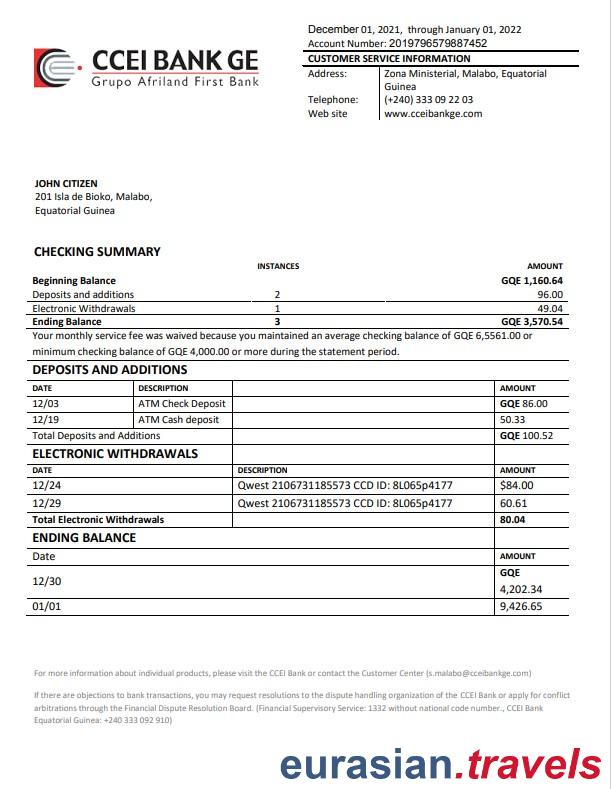 December 01, 2021, through January 01, 2022
Account Number: 2019796579887452
CCEI BANK GE
Grupo Afriland First Bank
CUSTOMER SERVICE INFORMATION
Address: Zona Ministerial, Malabo, Equatorial
Guinea
Telephone: (+240) 333 09 22 03
Web site www.cceibankge.com
JOHN CITIZEN
201 Isla de Bioko, Malabo,
Equatorial Guinea
CHECKING SUMMARY
INSTANCES AMOUNT
Beginning Balance GQE 1,160.64
Deposits and additions 2 96.00
Electronic Withdrawals 1 49.04
Ending Balance 3 GQE 3,570.54
Your monthly service fee was waived because you maintained an average checking balance of GQE 6,5561.00 or
minimum checking balance of GQE 4,000.00 or more during the statement period.
DEPOSITS AND ADDITIONS
DATE DESCRIPTION AMOUNT
12/03 ATM Check Deposit GQE 86.00
12/19 ATM Cash deposit 50.33
Total Deposits and Additions GQE 100.52
ELECTRONIC WITHDRAWALS
DATE DESCRIPTION AMOUNT
12/24 Qwest 2106731185573 CCD ID: 8L065p4177 $84.00
12/29 Qwest 2106731185573 CCD ID: 8L065p4177 60.61
Total Electronic Withdrawals 80.04
ENDING BALANCE
Date AMOUNT
12/30 GQE
4,202.34
01/01 9,426.65
For more information about individual products, please visit the CCEI Bank or contact the Customer Center (s.malabo@cceibankge.com)
If there are objections to bank transactions, you may request resolutions to the dispute handling organization of the CCEI Bank or apply for conflict
arbitrations through the Financial Dispute Resolution Board. (Financial Supervisory Service: 1332 without national code number., CCEI Bank
Equatorial Guinea: +240 333 092 910)
eurasian.travels